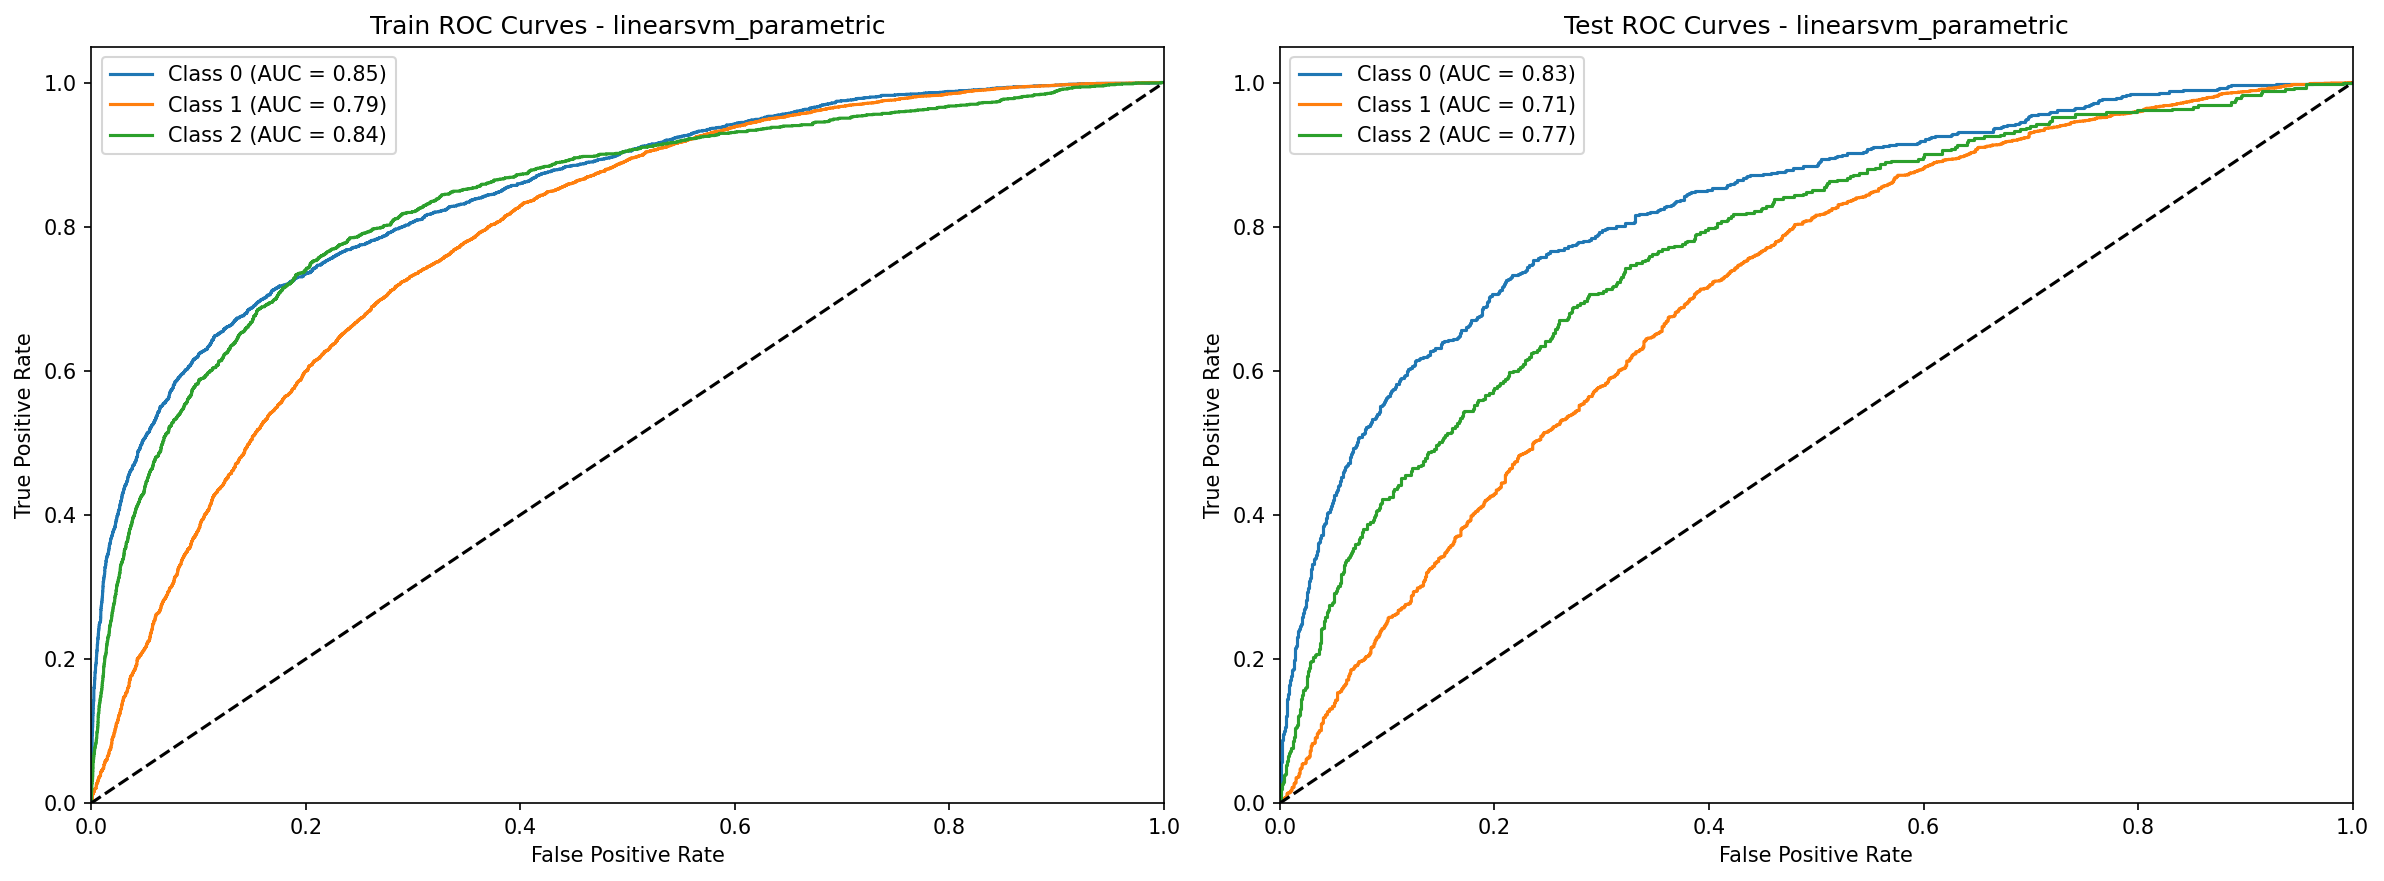 Train ROC Curves - linearsvm_parametric
Class 0 (AUC = 0.85)
Class 1 (AUC = 0.79)
Class 2 (AUC = 0.84)
1.0
0.8
0.6
0.4
0.2
0.0
True Positive Rate
0.0 0.2 0.4 0.6 0.8 1.0
False Positive Rate
Test ROC Curves - linearsvm_parametric
Class 0 (AUC = 0.83)
Class 1 (AUC = 0.71)
Class 2 (AUC = 0.77)
1.0
0.8
0.6
0.4
0.2
0.0
True Positive Rate
0.0 0.2 0.4 0.6 0.8 1.0
False Positive Rate